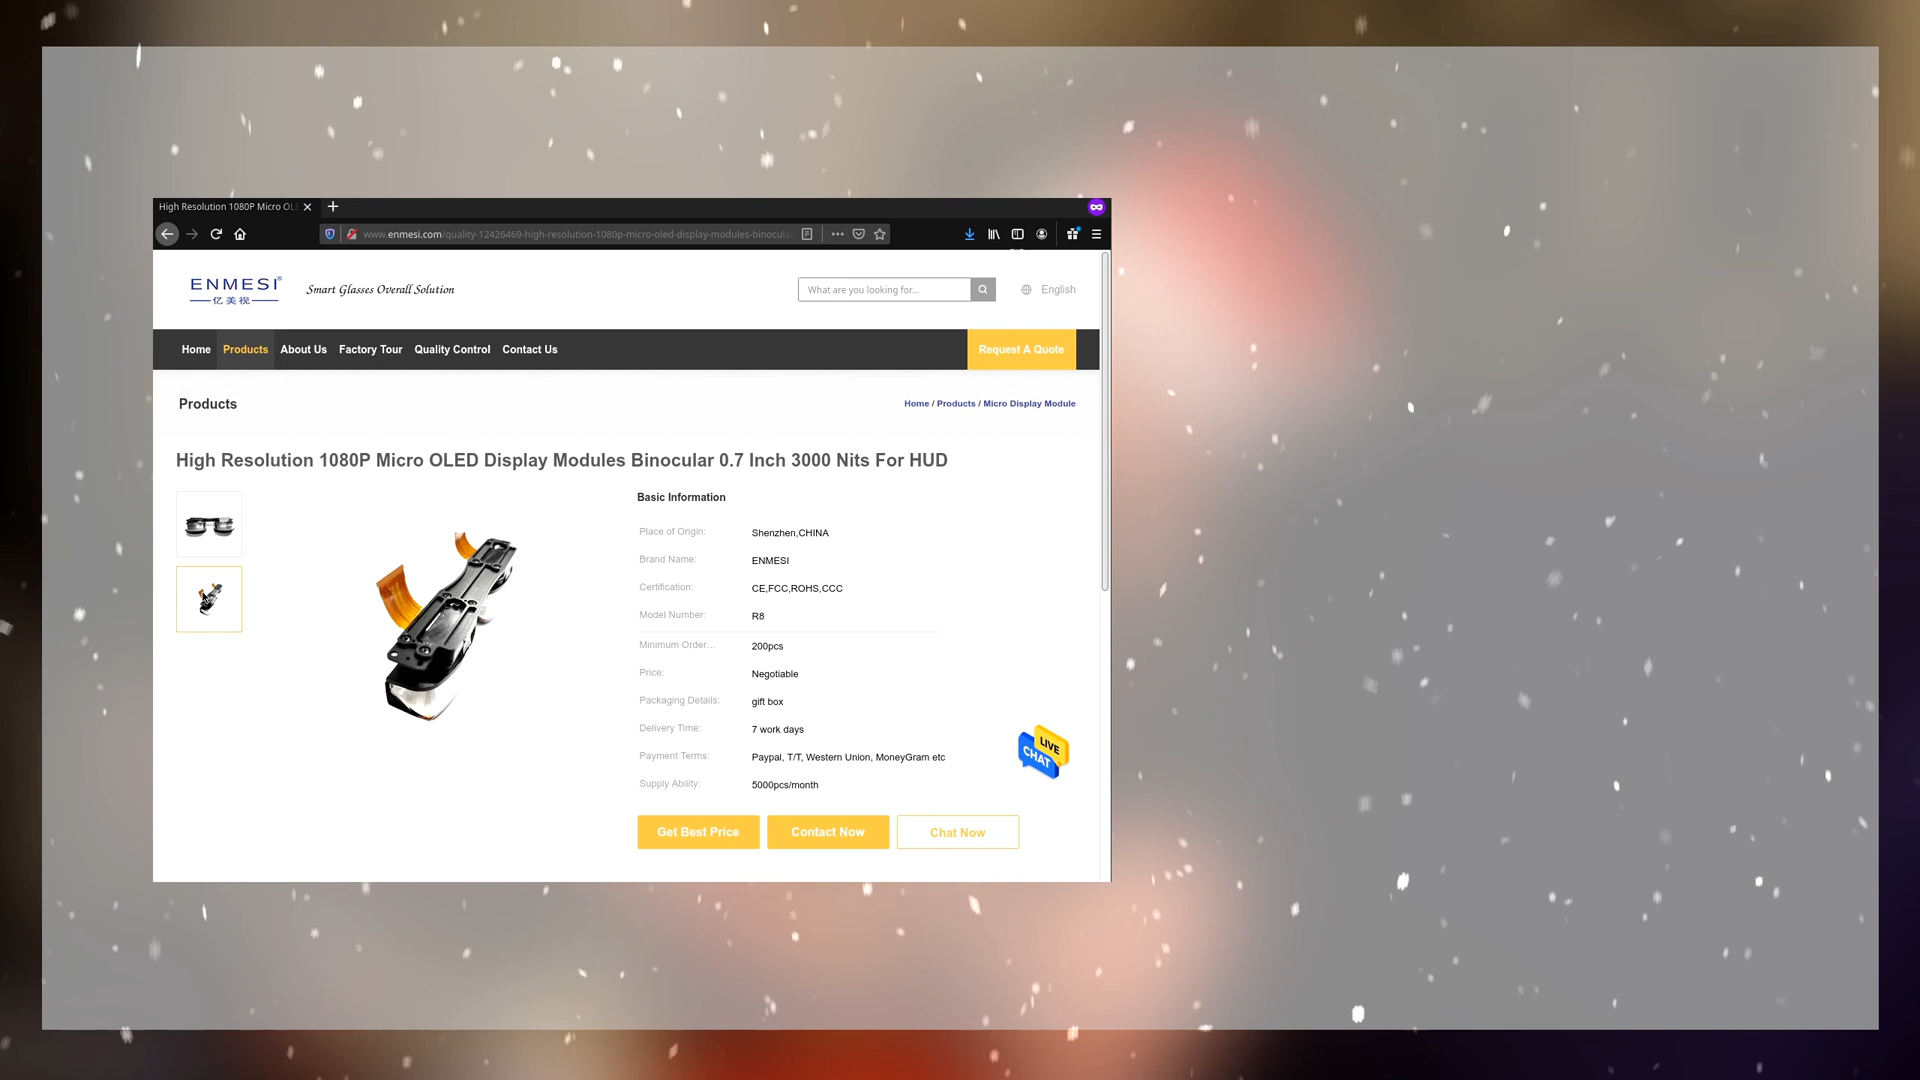 High Resolution 1080P Micro OL
www.enmesi.com/quality-12426469-high-resolution-1080p-micro-oled-display-modules-binocula
ENMESI®
亿美视
Smart Glasses Overall Solution
What are you looking for...
English
Home Products About Us Factory Tour Quality Control Contact Us
Request A Quote
Products
Home / Products / Micro Display Module
High Resolution 1080P Micro OLED Display Modules Binocular 0.7 Inch 3000 Nits For HUD
Basic Information
Place of Origin: Shenzhen,CHINA
Brand Name: ENMESI
Certification: CE,FCC,ROHS,CCC
Model Number: R8
Minimum Order... 200pcs
Price: Negotiable
Packaging Details: gift box
Delivery Time: 7 work days
Payment Terms: Paypal, T/T, Western Union, MoneyGram etc
Supply Ability: 5000pcs/month
LIVE
CHAT
Get Best Price Contact Now Chat Now